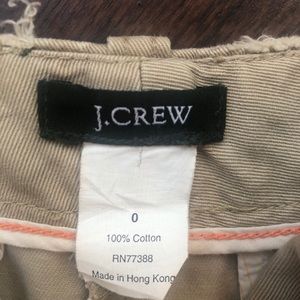 J.CREW
0
100% Cotton
RN77388
Made in Hong Kong